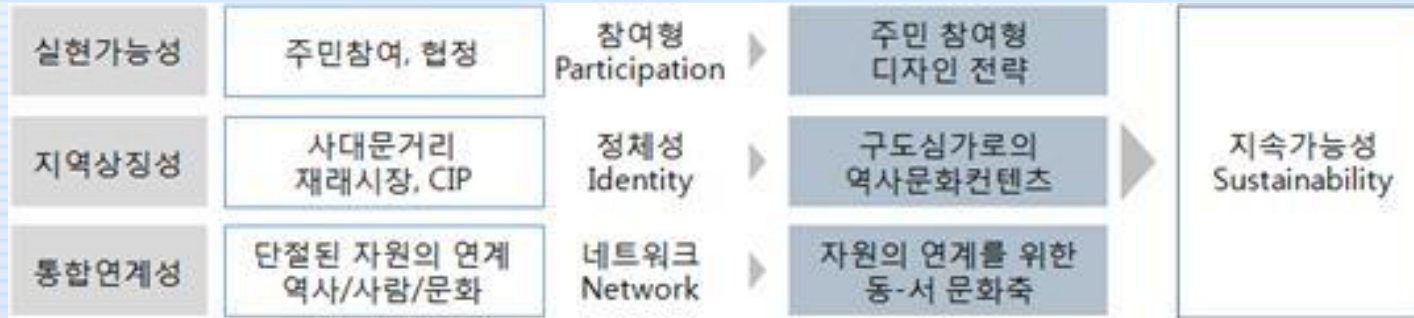 실현가능성
주민참여, 협정
참여형
Participation
주민 참여형
디자인 전략
지역상징성
사대문거리
재래시장, CIP
정체성
Identity
구도심가로의
역사문화컨텐츠
통합연계성
단절된 자원의 연계
역사/사람/문화
네트워크
Network
자원의 연계를 위한
동-서 문화축
지속가능성
Sustainability